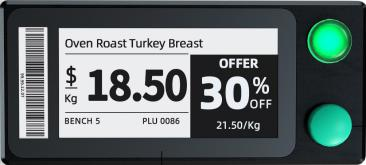 Oven Roast Turkey Breast
$ 18.50
Kg
BENCH 5 PLU 0086
OFFER
30% OFF
21.50/Kg